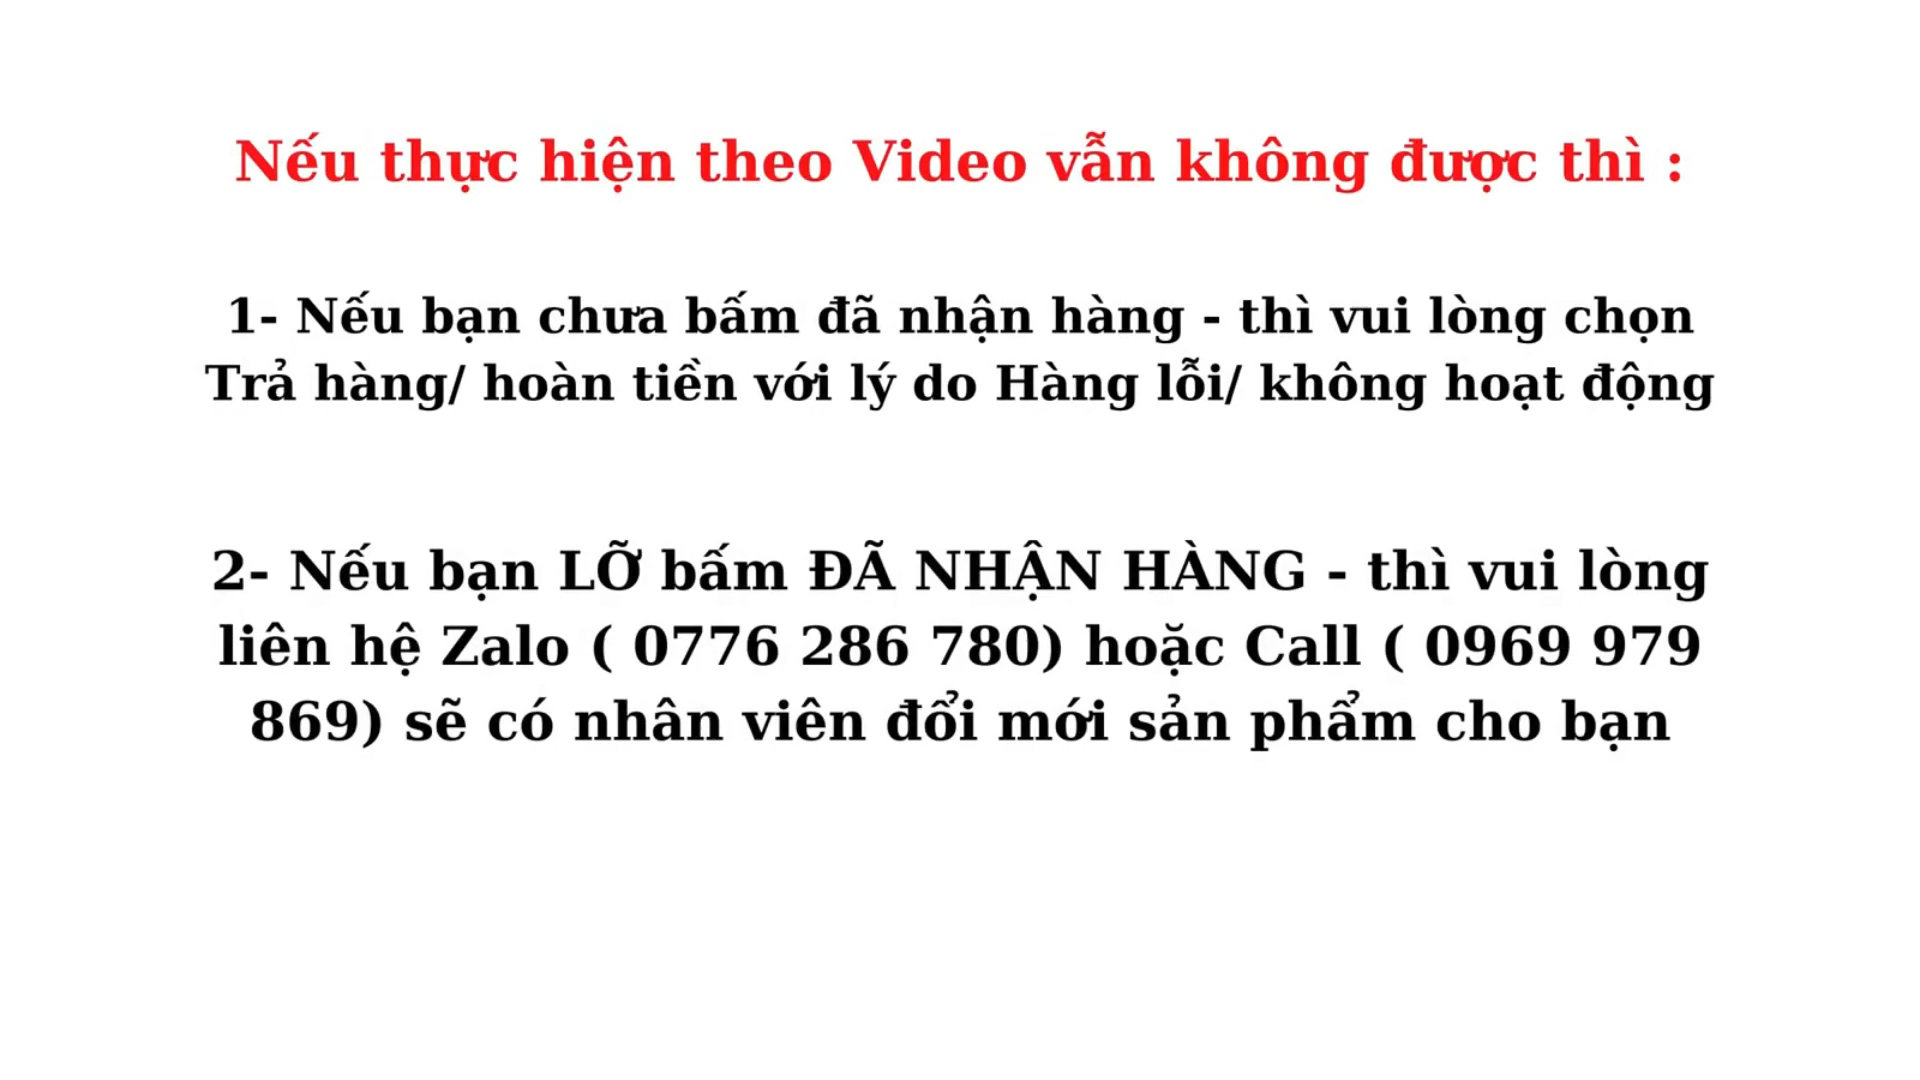 Nếu thực hiện theo Video vẫn không được thì :
1- Nếu bạn chưa bấm đã nhận hàng - thì vui lòng chọn
Trả hàng/ hoàn tiền với lý do Hàng lỗi/ không hoạt động
2- Nếu bạn LỠ bấm ĐÃ NHẬN HÀNG - thì vui lòng
liên hệ Zalo ( 0776 286 780) hoặc Call ( 0969 979
869) sẽ có nhân viên đổi mới sản phẩm cho bạn